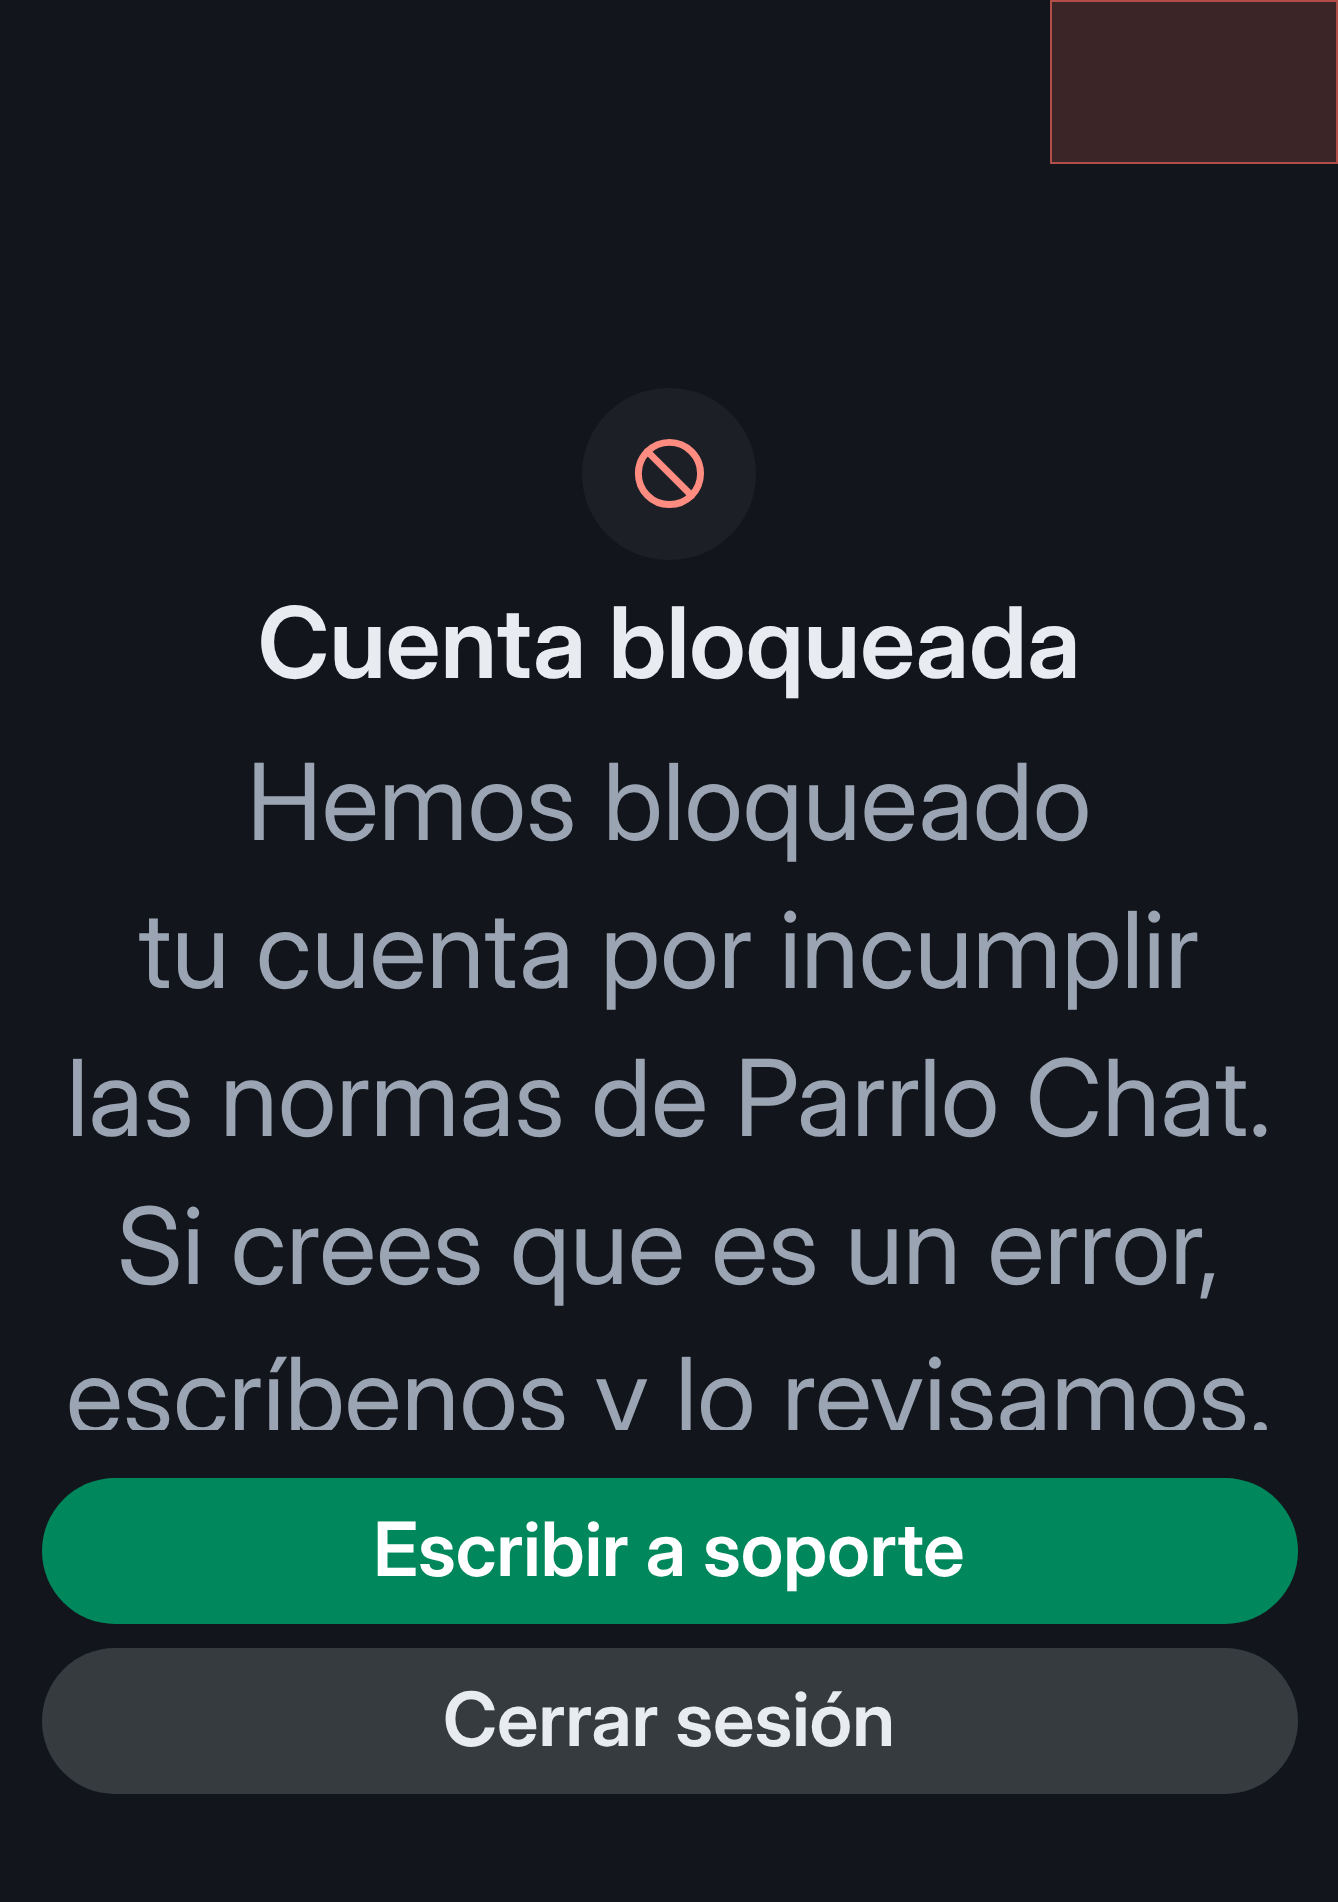 Cuenta bloqueada
Hemos bloqueado
tu cuenta por incumplir
las normas de Parrlo Chat.
Si crees que es un error,
escríbenos y lo revisamos.
Escribir a soporte
Cerrar sesión